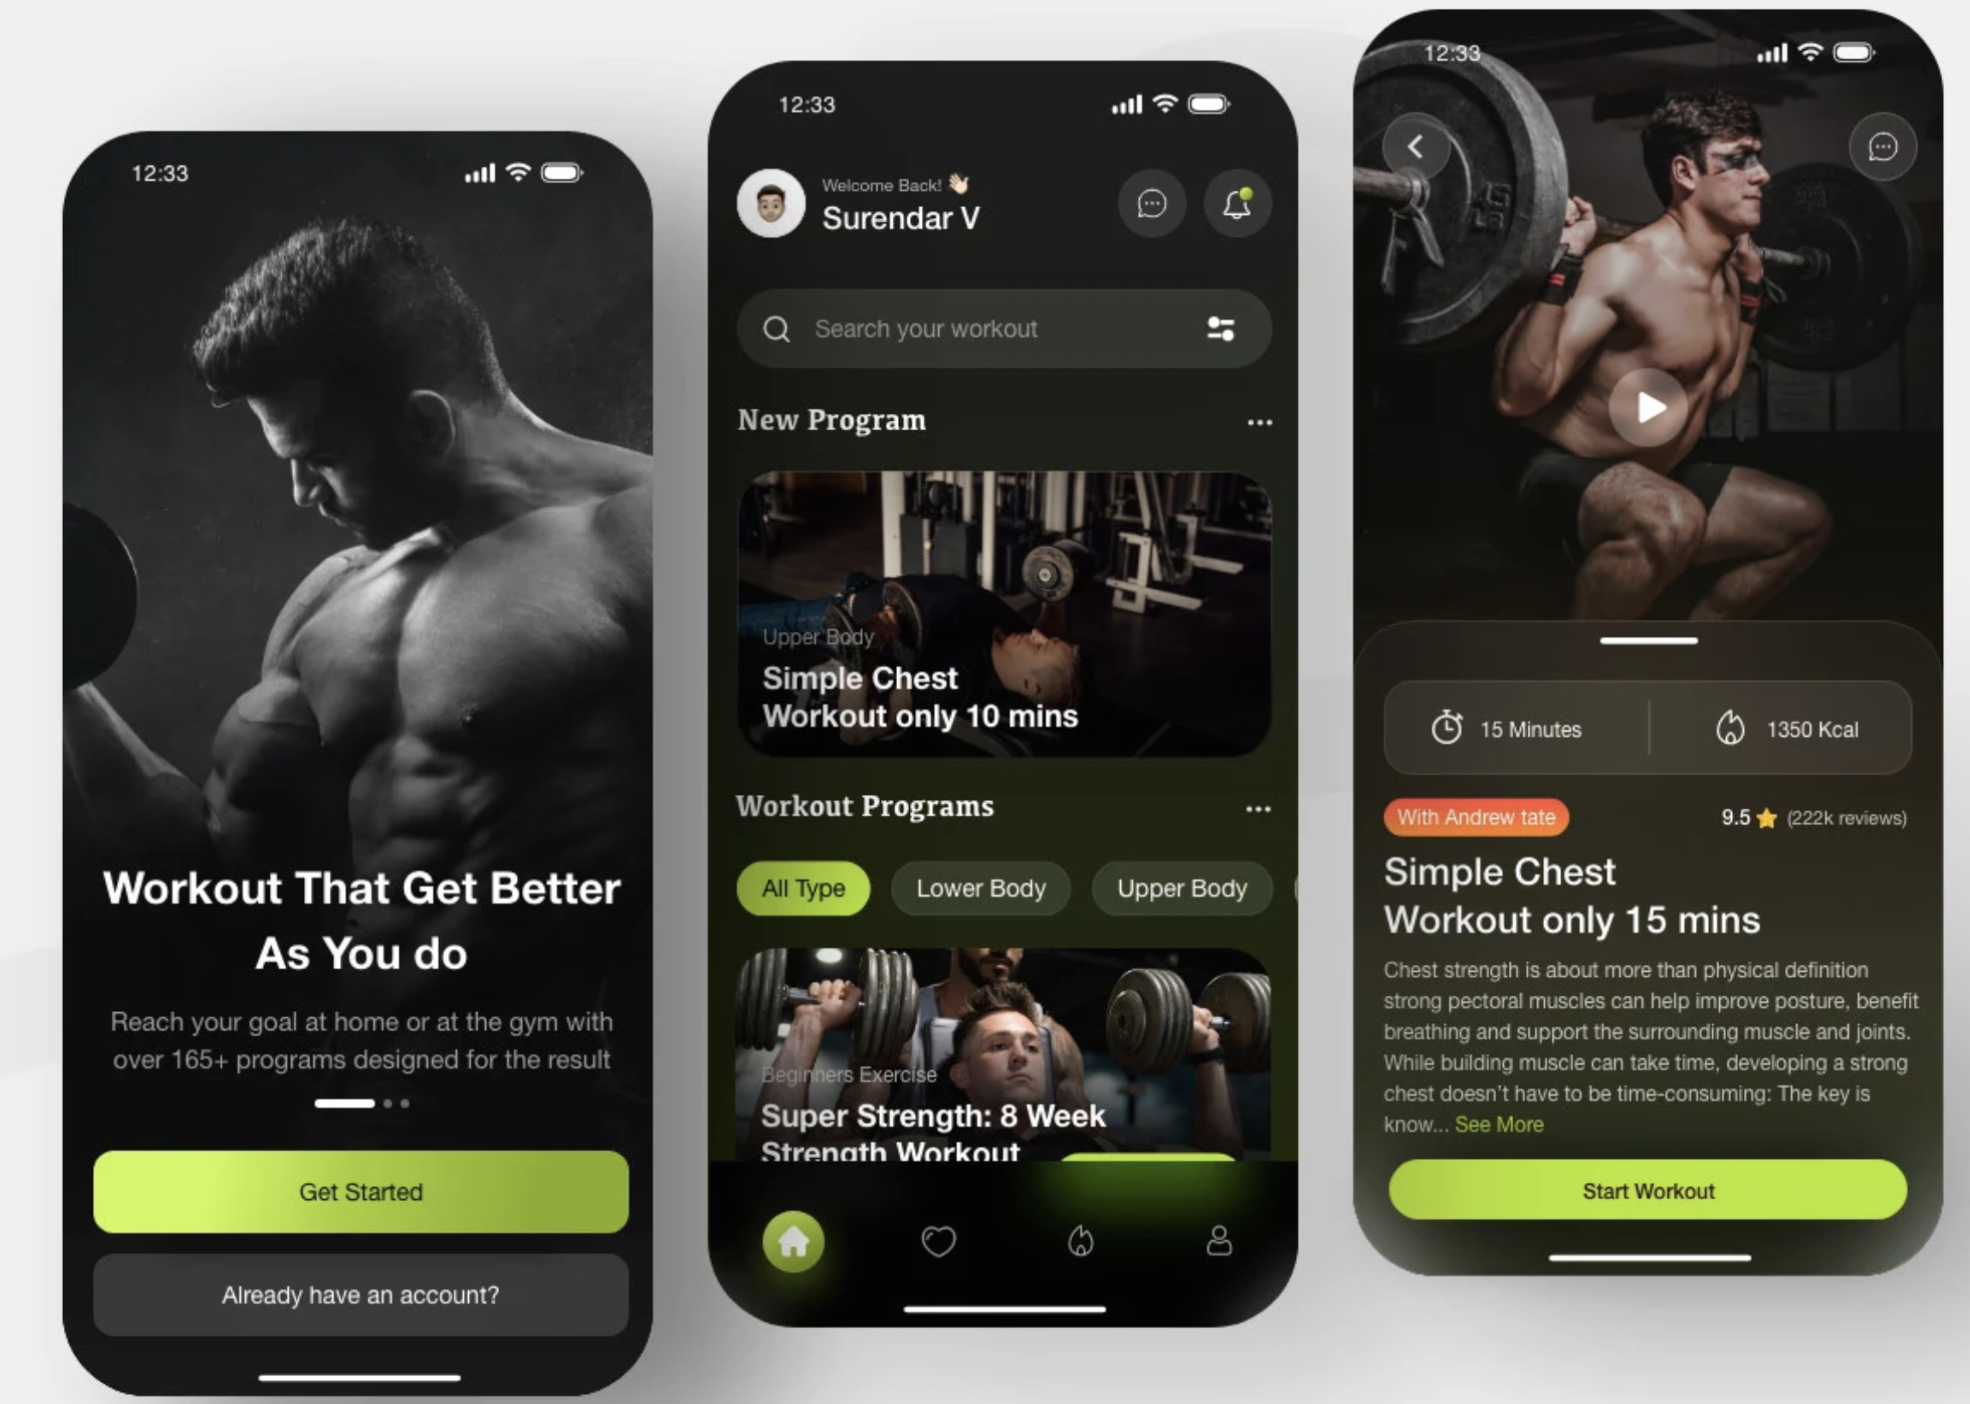 12:33
Workout That Get Better
As You do
Reach your goal at home or at the gym with
over 165+ programs designed for the result
Get Started
Already have an account?
12:33
Welcome Back! 👋🏻
Surendar V
Search your workout
New Program
Upper Body
Simple Chest
Workout only 10 mins
Workout Programs
All Type
Lower Body
Upper Body
Beginners Exercise
Super Strength: 8 Week
Strength Workout
12:33
15 Minutes
1350 Kcal
With Andrew tate
9.5 ⭐ (222k reviews)
Simple Chest
Workout only 15 mins
Chest strength is about more than physical definition
strong pectoral muscles can help improve posture, benefit
breathing and support the surrounding muscle and joints.
While building muscle can take time, developing a strong
chest doesn't have to be time-consuming: The key is
know... See More
Start Workout